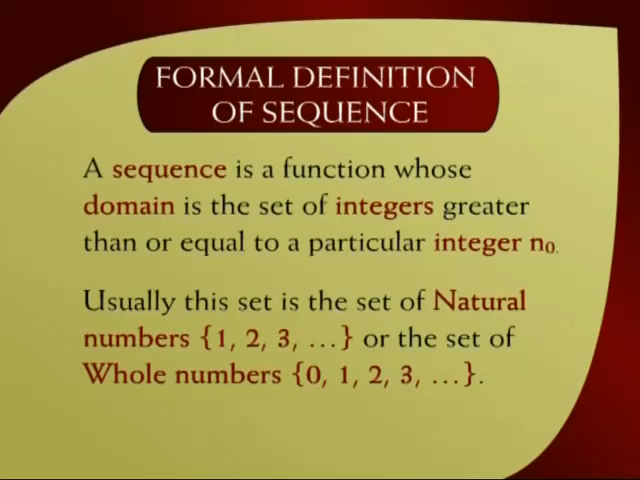 FORMAL DEFINITION
OF SEQUENCE
A sequence is a function whose
domain is the set of integers greater
than or equal to a particular integer n₀.
Usually this set is the set of Natural
numbers {1, 2, 3, …} or the set of
Whole numbers {0, 1, 2, 3, …}.